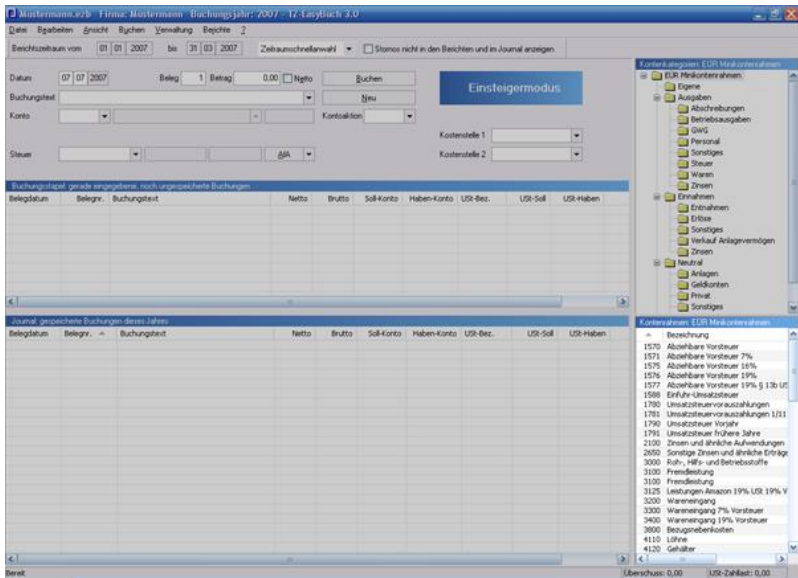 Mustermann.ezb Firma: Mustermann Buchungsjahr: 2007 - TZ-EasyBuch 3.0
Datei Bearbeiten Ansicht Buchen Verwaltung Berichte ?
Berichtszeitraum vom 01 01 2007 bis 31 03 2007 Zeitraumschnellanwahl Stornos nicht in den Berichten und im Journal anzeigen
Datum 07 07 2007 Beleg 1 Betrag 0,00 Netto Buchen
Buchungstext Neu
Konto Kontoaktion
Einsteigermodus
Kostenstelle 1
Steuer AfA Kostenstelle 2
Buchungsstapel: gerade eingegebene, noch ungespeicherte Buchungen
Belegdatum Belegnr. Buchungstext Netto Brutto Soll-Konto Haben-Konto USt-Bez. USt-Soll USt-Haben
Journal: gespeicherte Buchungen dieses Jahres
Belegdatum Belegnr. Buchungstext Netto Brutto Soll-Konto Haben-Konto USt-Bez. USt-Soll USt-Haben
Kontenkategorien: EÜR Minikontenrahmen
EÜR Minikontenrahmen
Eigene
Ausgaben
Abschreibungen
Betriebsausgaben
GWG
Personal
Sonstiges
Steuer
Waren
Zinsen
Einnahmen
Entnahmen
Erlöse
Sonstiges
Verkauf Anlagevermögen
Zinsen
Neutral
Anlagen
Geldkonten
Privat
Sonstiges
Kontenrahmen: EÜR Minikontenrahmen
Bezeichnung
1570 Abziehbare Vorsteuer
1571 Abziehbare Vorsteuer 7%
1575 Abziehbare Vorsteuer 16%
1576 Abziehbare Vorsteuer 19%
1577 Abziehbare Vorsteuer 19% § 13b US
1588 Einfuhr-Umsatzsteuer
1780 Umsatzsteuervorauszahlungen
1781 Umsatzsteuervorauszahlungen 1/11
1790 Umsatzsteuer Vorjahr
1791 Umsatzsteuer frühere Jahre
2100 Zinsen und ähnliche Aufwendungen
2650 Sonstige Zinsen und ähnliche Erträge
3000 Roh-, Hilfs- und Betriebsstoffe
3100 Fremdleistung
3100 Fremdleistung
3125 Leistungen Amazon 19% USt 19% V
3200 Wareneingang
3300 Wareneingang 7% Vorsteuer
3400 Wareneingang 19% Vorsteuer
3800 Bezugsnebenkosten
4110 Löhne
4120 Gehälter
Bereit Überschuss: 0,00 USt-Zahllast: 0,00